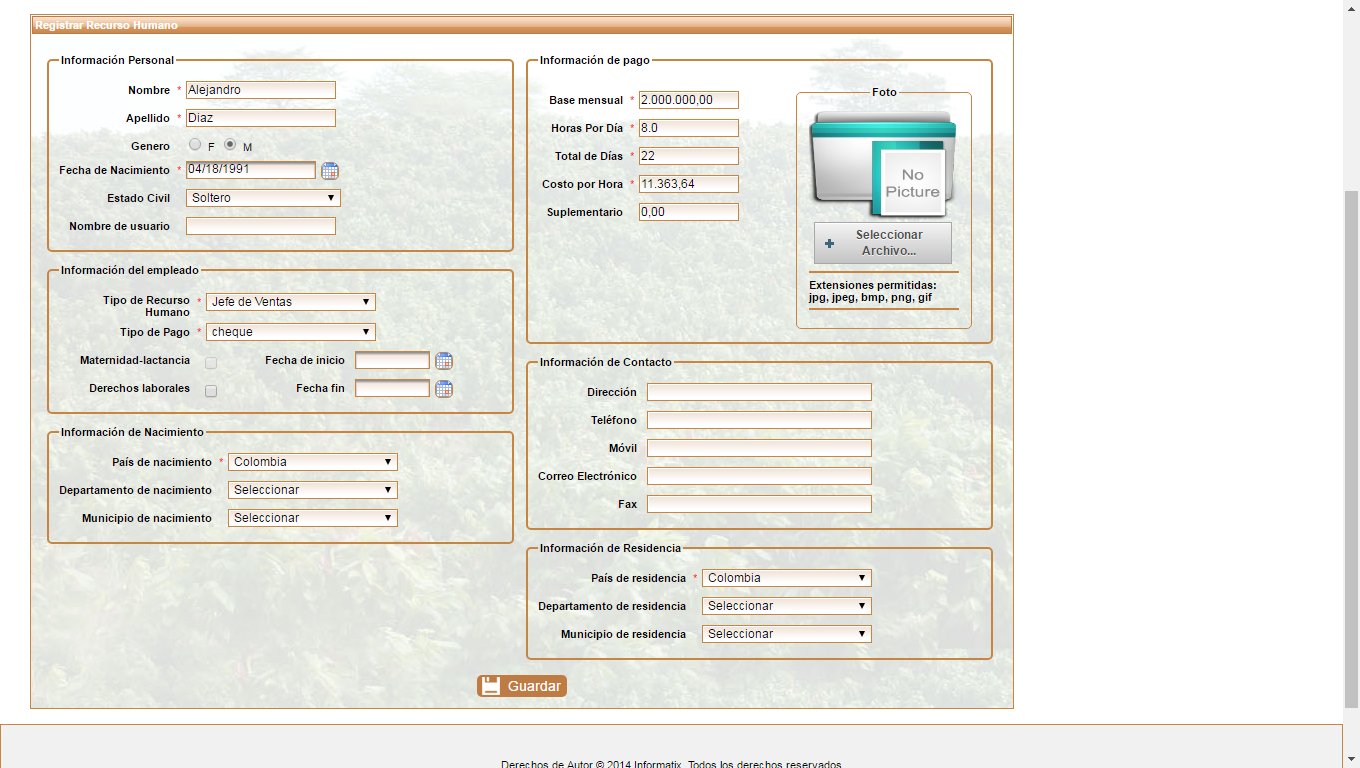 Registrar Recurso Humano
Información Personal
Nombre * Alejandro
Apellido * Diaz
Genero F M
Fecha de Nacimiento * 04/18/1991
Estado Civil Soltero
Nombre de usuario
Información del empleado
Tipo de Recurso Humano * Jefe de Ventas
Tipo de Pago * cheque
Maternidad-lactancia Fecha de inicio
Derechos laborales Fecha fin
Información de Nacimiento
País de nacimiento * Colombia
Departamento de nacimiento Seleccionar
Municipio de nacimiento Seleccionar
Información de pago
Base mensual * 2.000.000,00
Horas Por Día * 8.0
Total de Días * 22
Costo por Hora * 11.363,64
Suplementario 0,00
Foto
No
Picture
Seleccionar
Archivo...
Extensiones permitidas:
jpg, jpeg, bmp, png, gif
Información de Contacto
Dirección
Teléfono
Móvil
Correo Electrónico
Fax
Información de Residencia
País de residencia * Colombia
Departamento de residencia Seleccionar
Municipio de residencia Seleccionar
Guardar
Derechos de Autor © 2014 Informatix. Todos los derechos reservados